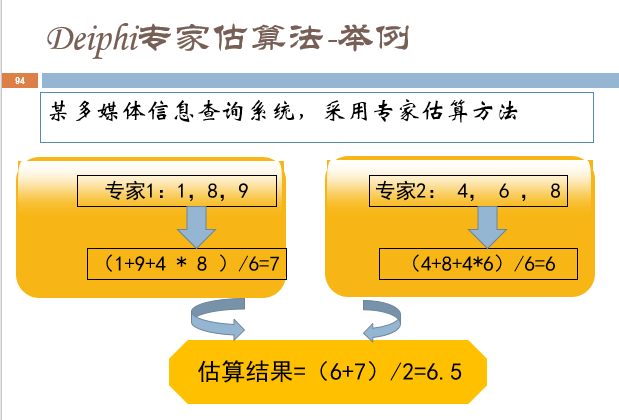 Deiphi专家估算法-举例
94
某多媒体信息查询系统，采用专家估算方法
专家1：1，8，9
专家2： 4， 6 ， 8
（1+9+4 * 8 ）/6=7
（4+8+4*6）/6=6
估算结果=（6+7）/2=6.5